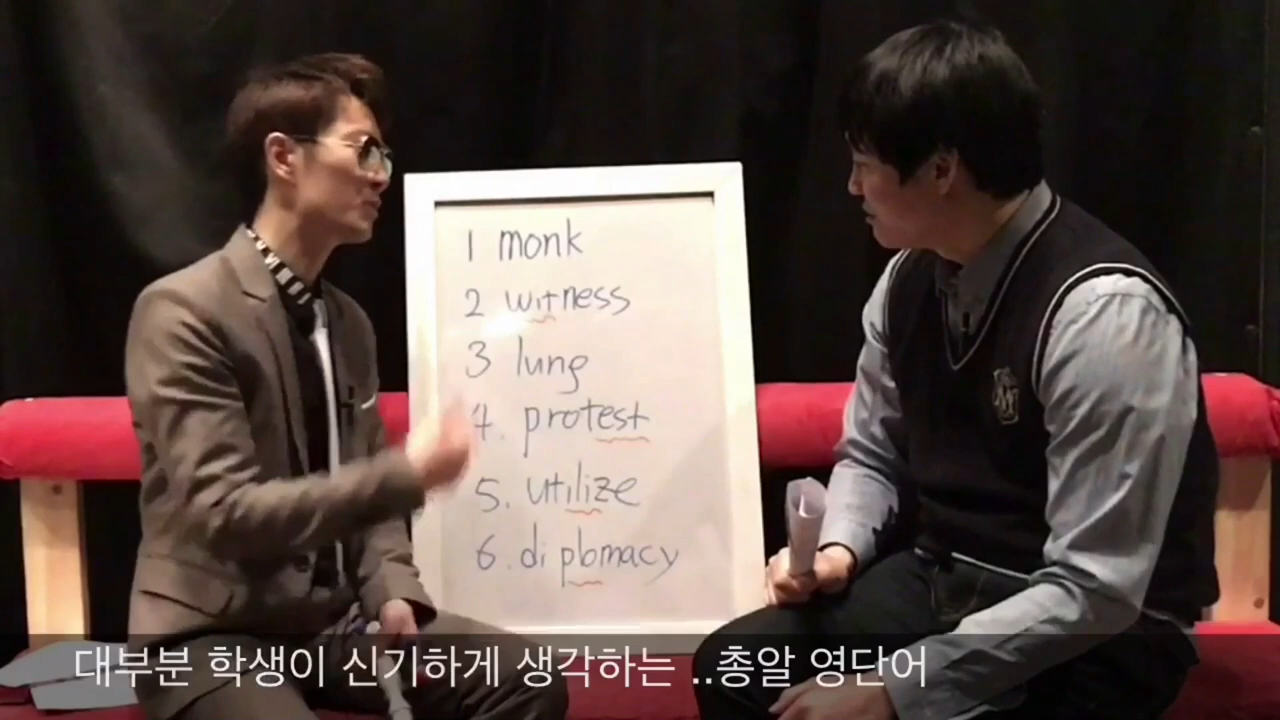 1 monk
2 witness
3 lung
4. protest
5. utilize
6. diplomacy
대부분 학생이 신기하게 생각하는 ..총알 영단어